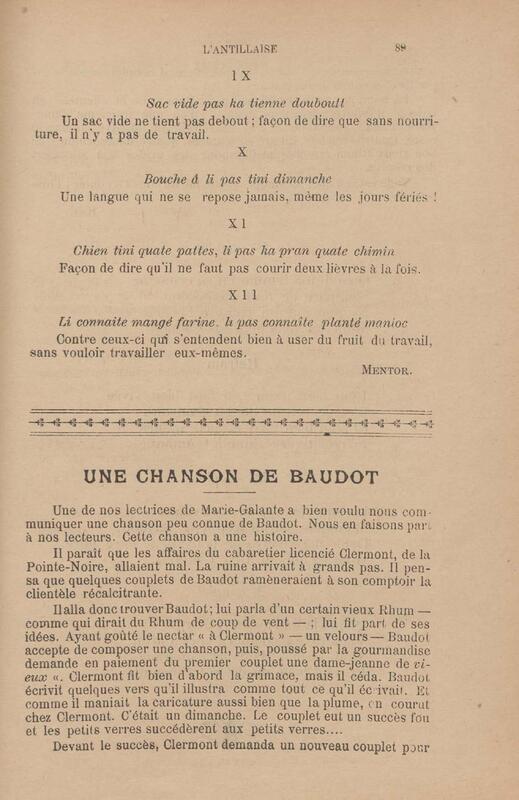 L'ANTILLAISE 89
IX
Sac vide pas ka tienne douboutt
Un sac vide ne tient pas debout ; façon de dire que sans nourri-
ture, il n'y a pas de travail.
X
Bouche à li pas tini dimanche
Une langue qui ne se repose jamais, même les jours fériés !
XI
Chien tini quate pattes, li pas ka pran quate chimin
Façon de dire qu'il ne faut pas courir deux lièvres à la fois.
XII
Li connaite mangé farine. li pas connaîte planté manioc
Contre ceux-ci qui s'entendent bien à user du fruit du travail,
sans vouloir travailler eux-mêmes.
MENTOR.
UNE CHANSON DE BAUDOT
Une de nos lectrices de Marie-Galante a bien voulu nous com-
muniquer une chanson peu connue de Baudot. Nous en faisons part
à nos lecteurs. Cette chanson a une histoire.
Il paraît que les affaires du cabaretier licencié Clermont, de la
Pointe-Noire, allaient mal. La ruine arrivait à grands pas. Il pen-
sa que quelques couplets de Baudot ramèneraient à son comptoir la
clientèle récalcitrante.
Il alla donc trouver Baudot ; lui parla d'un certain vieux Rhum —
comme qui dirait du Rhum de coup de vent — ; lui fit part de ses
idées. Ayant goûté le nectar « à Clermont » — un velours — Baudot
accepte de composer une chanson, puis, poussé par la gourmandise
demande en paiement du premier couplet une dame-jeanne de vi-
eux «. Clermont fit bien d'abord la grimace, mais il céda. Baudot
écrivit quelques vers qu'il illustra comme tout ce qu'il écrivait. Et
comme il maniait la caricature aussi bien que la plume, on courut
chez Clermont. C'était un dimanche. Le couplet eut un succès fou
et les petits verres succédèrent aux petits verres....
Devant le succès, Clermont demanda un nouveau couplet pour